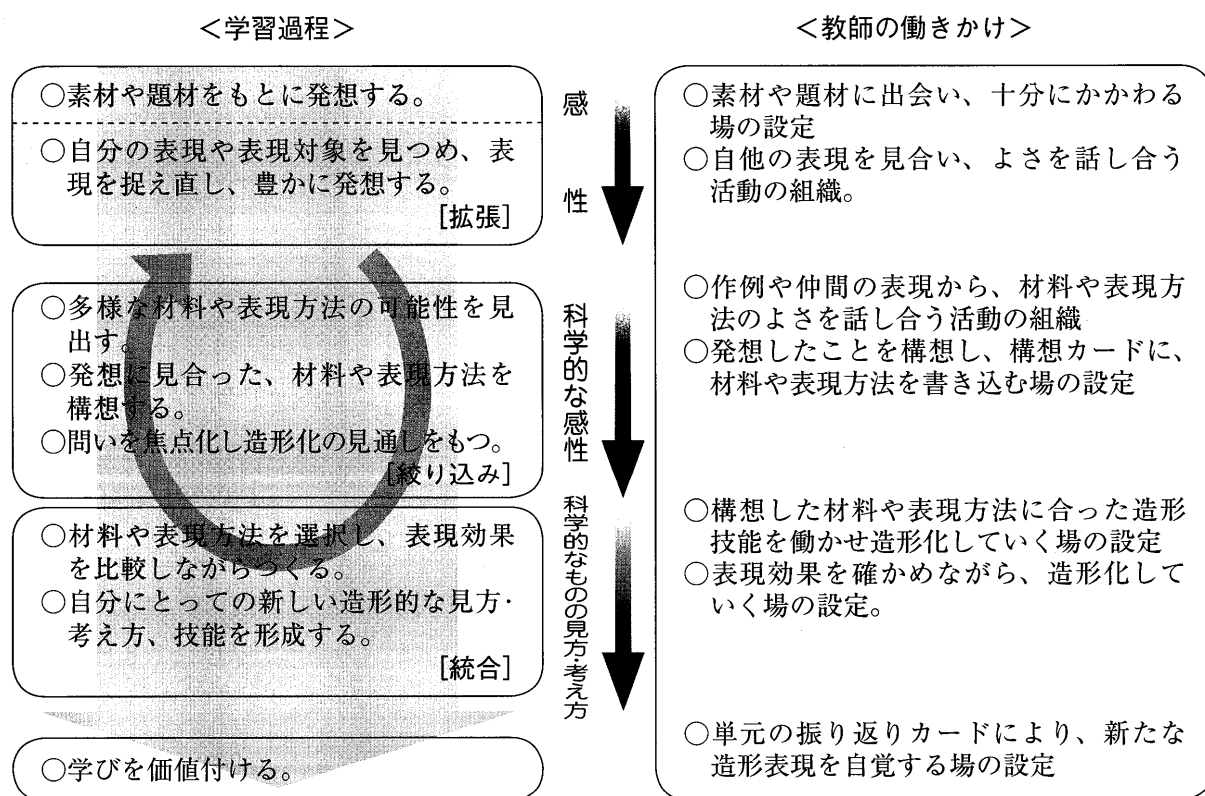 ＜学習過程＞
○素材や題材をもとに発想する。
○自分の表現や表現対象を見つめ、表
現を捉え直し、豊かに発想する。
［拡張］
○多様な材料や表現方法の可能性を見
出す。
○発想に見合った、材料や表現方法を
構想する。
○問いを焦点化し造形化の見通しをもつ。
［絞り込み］
○材料や表現方法を選択し、表現効果
を比較しながらつくる。
○自分にとっての新しい造形的な見方・
考え方、技能を形成する。
［統合］
○学びを価値付ける。
感性
科学的な感性
科学的なものの見方・考え方
＜教師の働きかけ＞
○素材や題材に出会い、十分にかかわる
場の設定
○自他の表現を見合い、よさを話し合う
活動の組織。
○作例や仲間の表現から、材料や表現方
法のよさを話し合う活動の組織
○発想したことを構想し、構想カードに、
材料や表現方法を書き込む場の設定
○構想した材料や表現方法に合った造形
技能を働かせ造形化していく場の設定
○表現効果を確かめながら、造形化して
いく場の設定。
○単元の振り返りカードにより、新たな
造形表現を自覚する場の設定